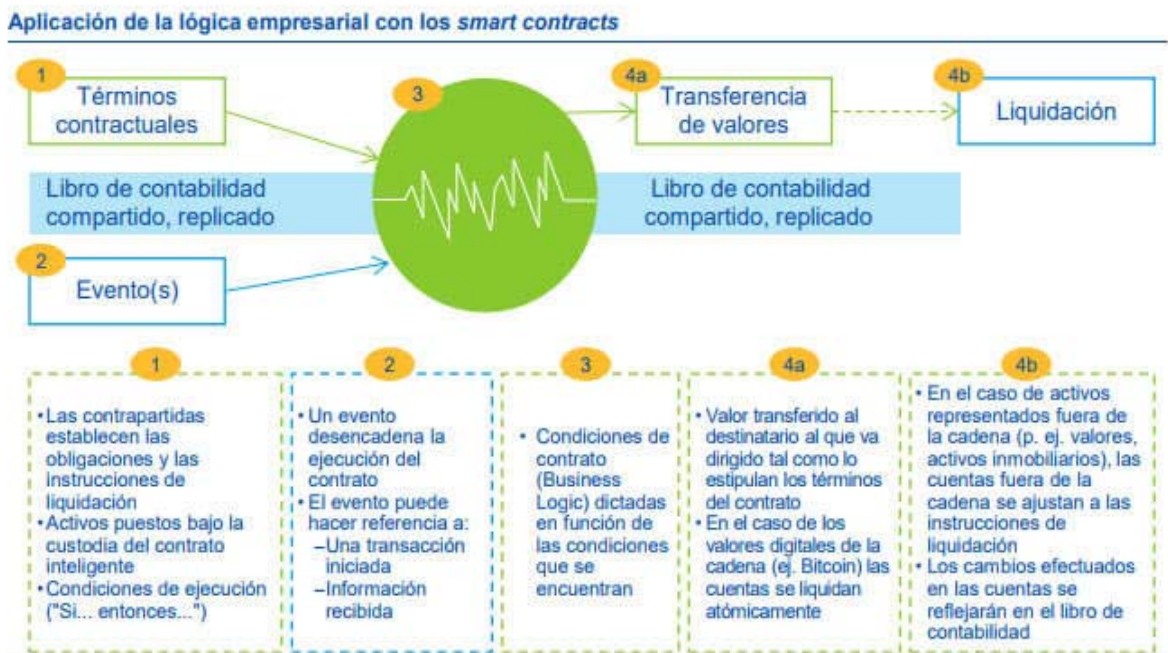 Aplicación de la lógica empresarial con los smart contracts
1
Términos
contractuales
3
4a
Transferencia
de valores
4b
Liquidación
Libro de contabilidad
compartido, replicado
Libro de contabilidad
compartido, replicado
2
Evento(s)
1
•Las contrapartidas
establecen las
obligaciones y las
instrucciones de
liquidación
•Activos puestos bajo la
custodia del contrato
inteligente
•Condiciones de ejecución
("Si... entonces...")
2
• Un evento
desencadena la
ejecución del
contrato
• El evento puede
hacer referencia a:
–Una transacción
iniciada
–Información
recibida
3
• Condiciones de
contrato
(Business
Logic) dictadas
en función de
las condiciones
que se
encuentran
4a
• Valor transferido al
destinatario al que va
dirigido tal como lo
estipulan los términos
del contrato
• En el caso de los
valores digitales de la
cadena (ej. Bitcoin) las
cuentas se liquidan
atómicamente
4b
• En el caso de activos
representados fuera de
la cadena (p. ej. valores,
activos inmobiliarios), las
cuentas fuera de la
cadena se ajustan a las
instrucciones de
liquidación
• Los cambios efectuados
en las cuentas se
reflejarán en el libro de
contabilidad